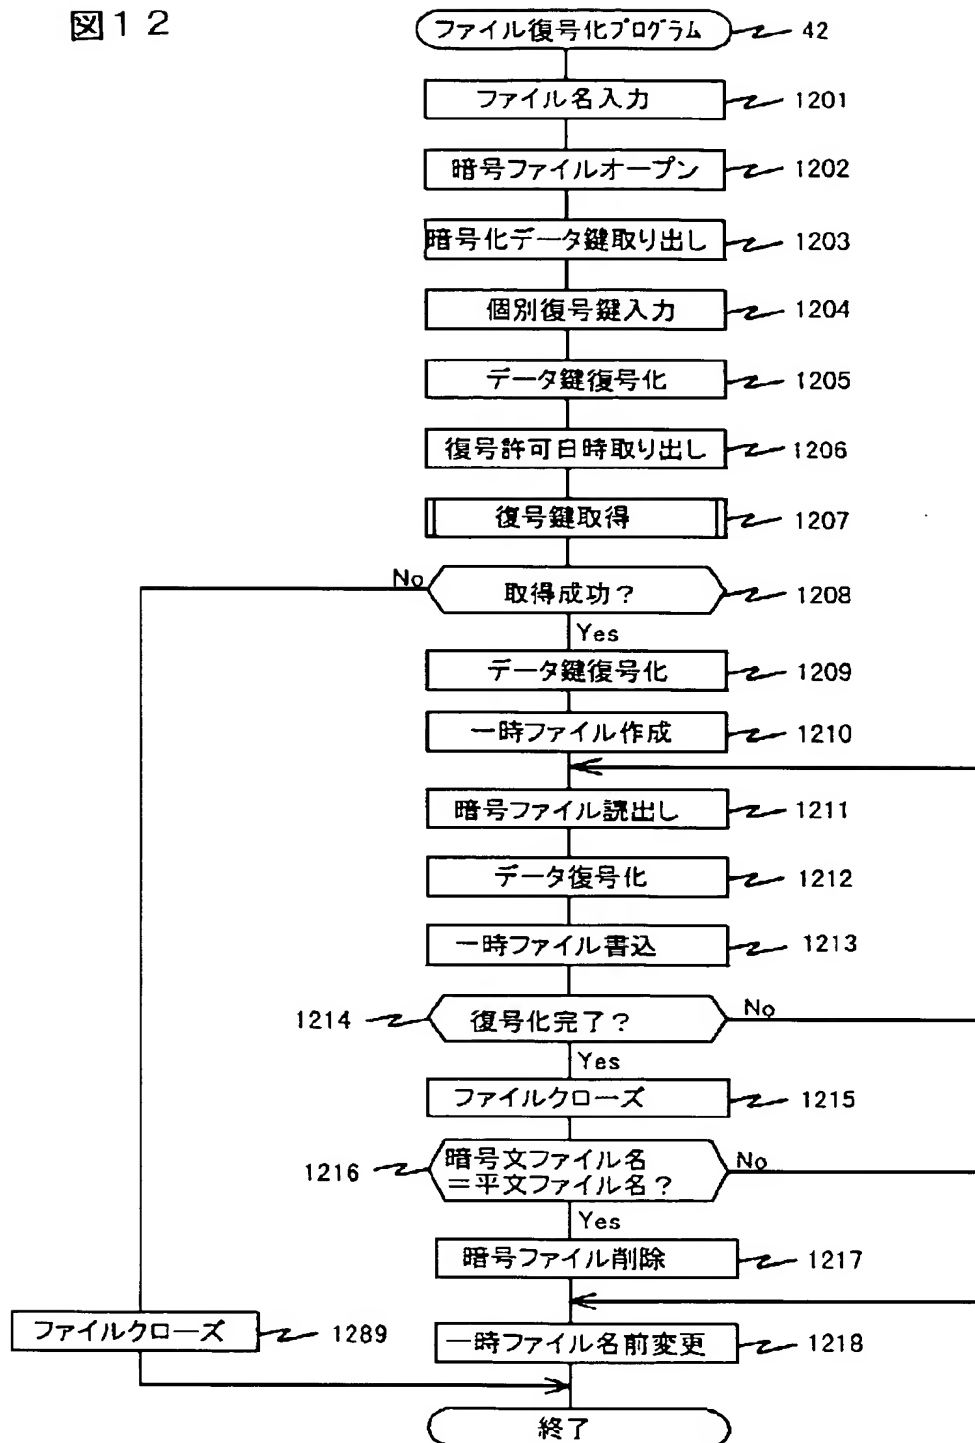 図12
ファイル復号化プログラム 42
ファイル名入力 1201
暗号ファイルオープン 1202
暗号化データ鍵取り出し 1203
個別復号鍵入力 1204
データ鍵復号化 1205
復号許可日時取り出し 1206
復号鍵取得 1207
No 取得成功? 1208
Yes
データ鍵復号化 1209
一時ファイル作成 1210
暗号ファイル読出し 1211
データ復号化 1212
一時ファイル書込 1213
1214 復号化完了? No
Yes
ファイルクローズ 1215
1216 暗号文ファイル名 No
=平文ファイル名?
Yes
暗号ファイル削除 1217
ファイルクローズ 1289
一時ファイル名前変更 1218
終了